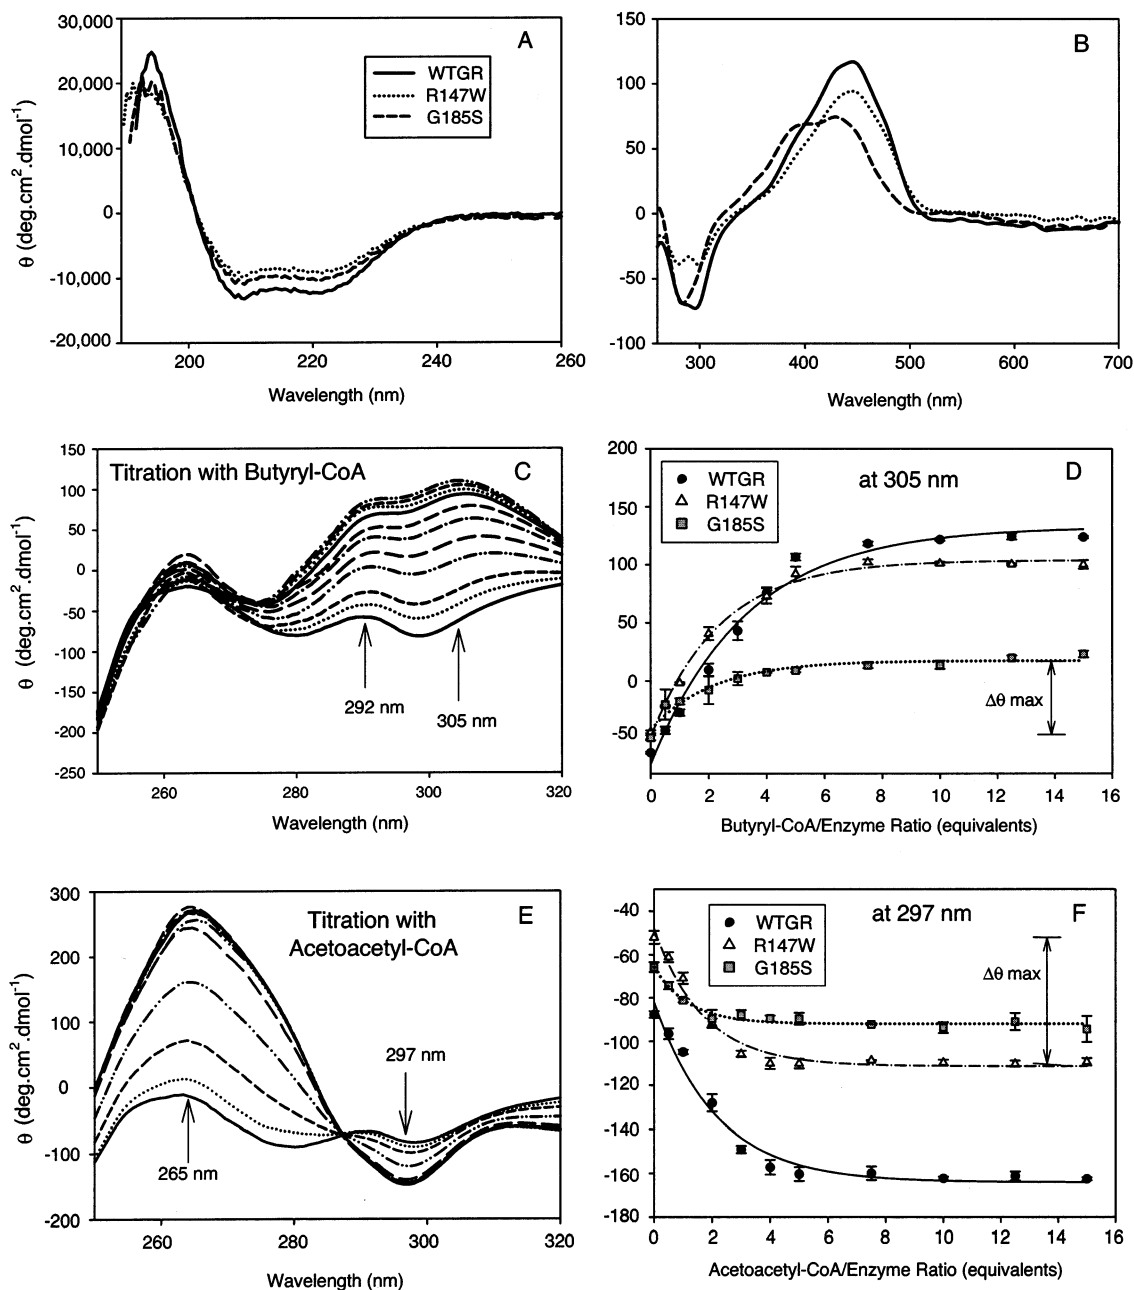 A
30,000
20,000
10,000
0
-10,000
-20,000
θ (deg.cm².dmol⁻¹)
WTGR
R147W
G185S
200
220
240
260
Wavelength (nm)
B
150
100
50
0
-50
-100
300
400
500
600
700
Wavelength (nm)
Titration with Butyryl-CoA
C
150
100
50
0
-50
-100
-150
-200
-250
θ (deg.cm².dmol⁻¹)
292 nm
305 nm
260
280
300
320
Wavelength (nm)
D
at 305 nm
WTGR
R147W
G185S
200
150
100
50
0
-50
Δθ max
0
2
4
6
8
10
12
14
16
Butyryl-CoA/Enzyme Ratio (equivalents)
E
Titration with
Acetoacetyl-CoA
300
200
100
0
-100
-200
θ (deg.cm².dmol⁻¹)
297 nm
265 nm
260
280
300
320
Wavelength (nm)
F
at 297 nm
WTGR
R147W
G185S
-40
-60
-80
-100
-120
-140
-160
-180
Δθ max
0
2
4
6
8
10
12
14
16
Acetoacetyl-CoA/Enzyme Ratio (equivalents)